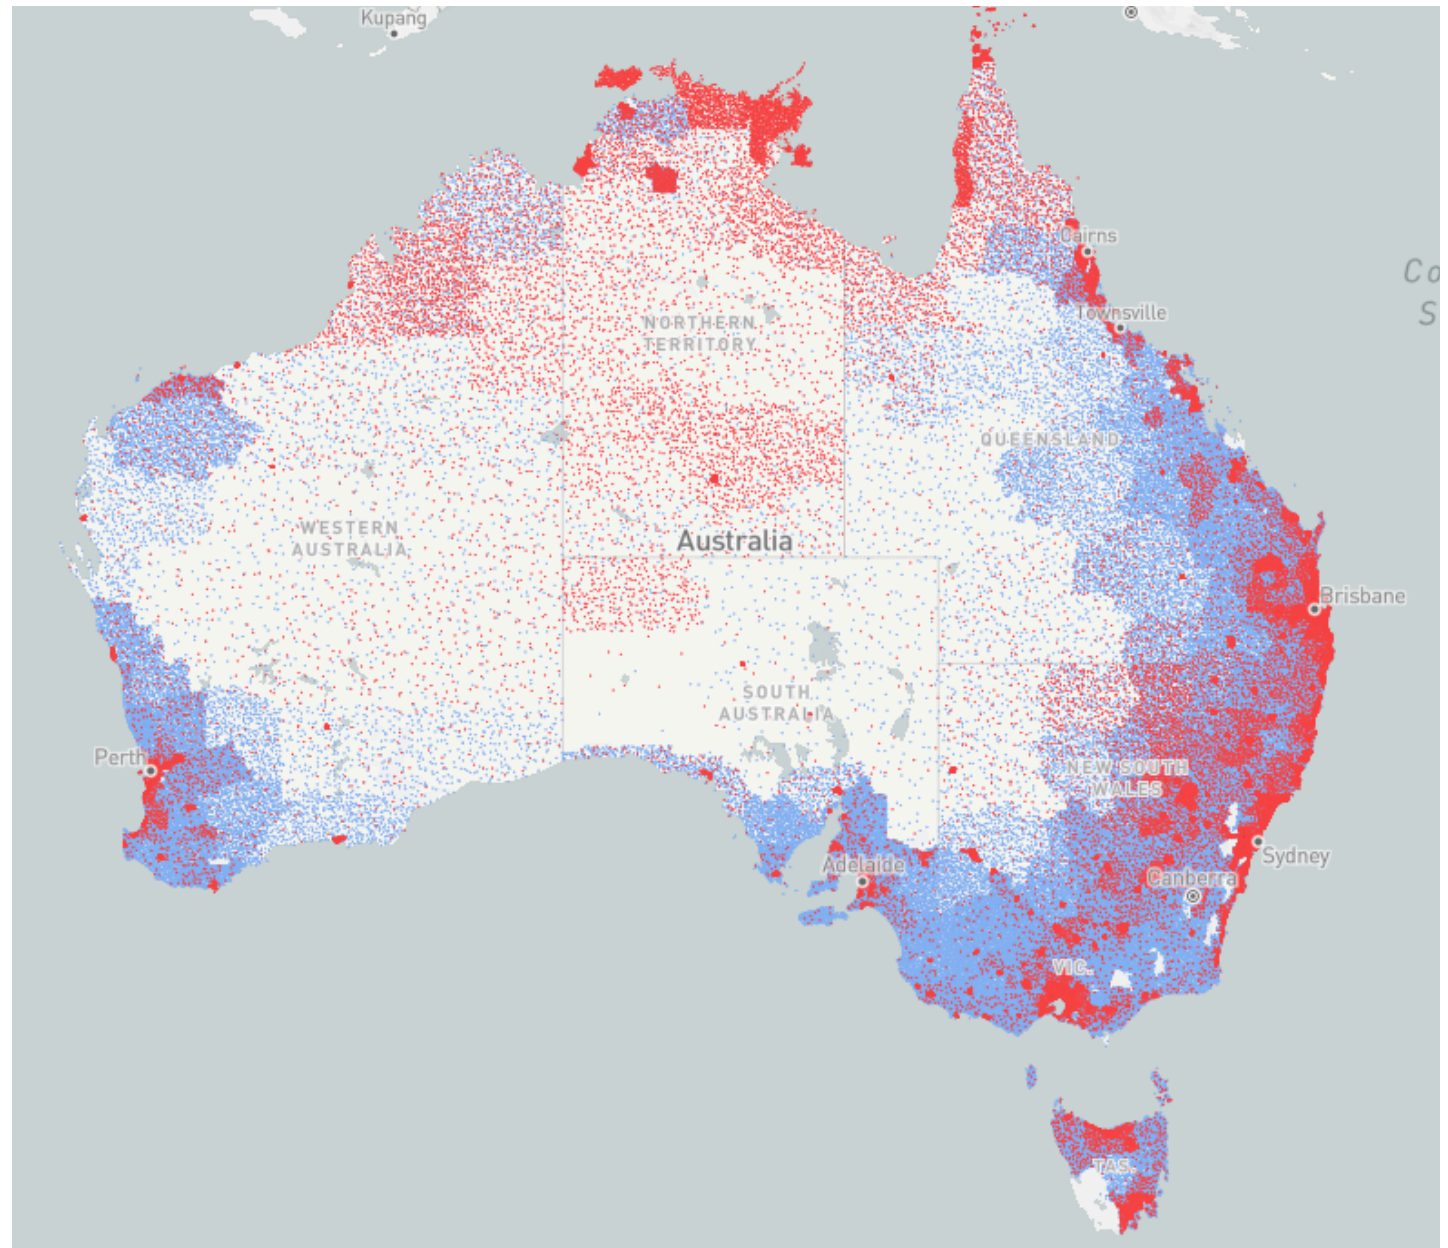 Kupang
Cairns
Co
S
Townsville
NORTHERN
TERRITORY
QUEENSLAND
WESTERN
AUSTRALIA
Australia
Brisbane
SOUTH
AUSTRALIA
Perth
NEW SOUTH
WALES
Sydney
Adelaide
Canberra
VIC.
TAS.